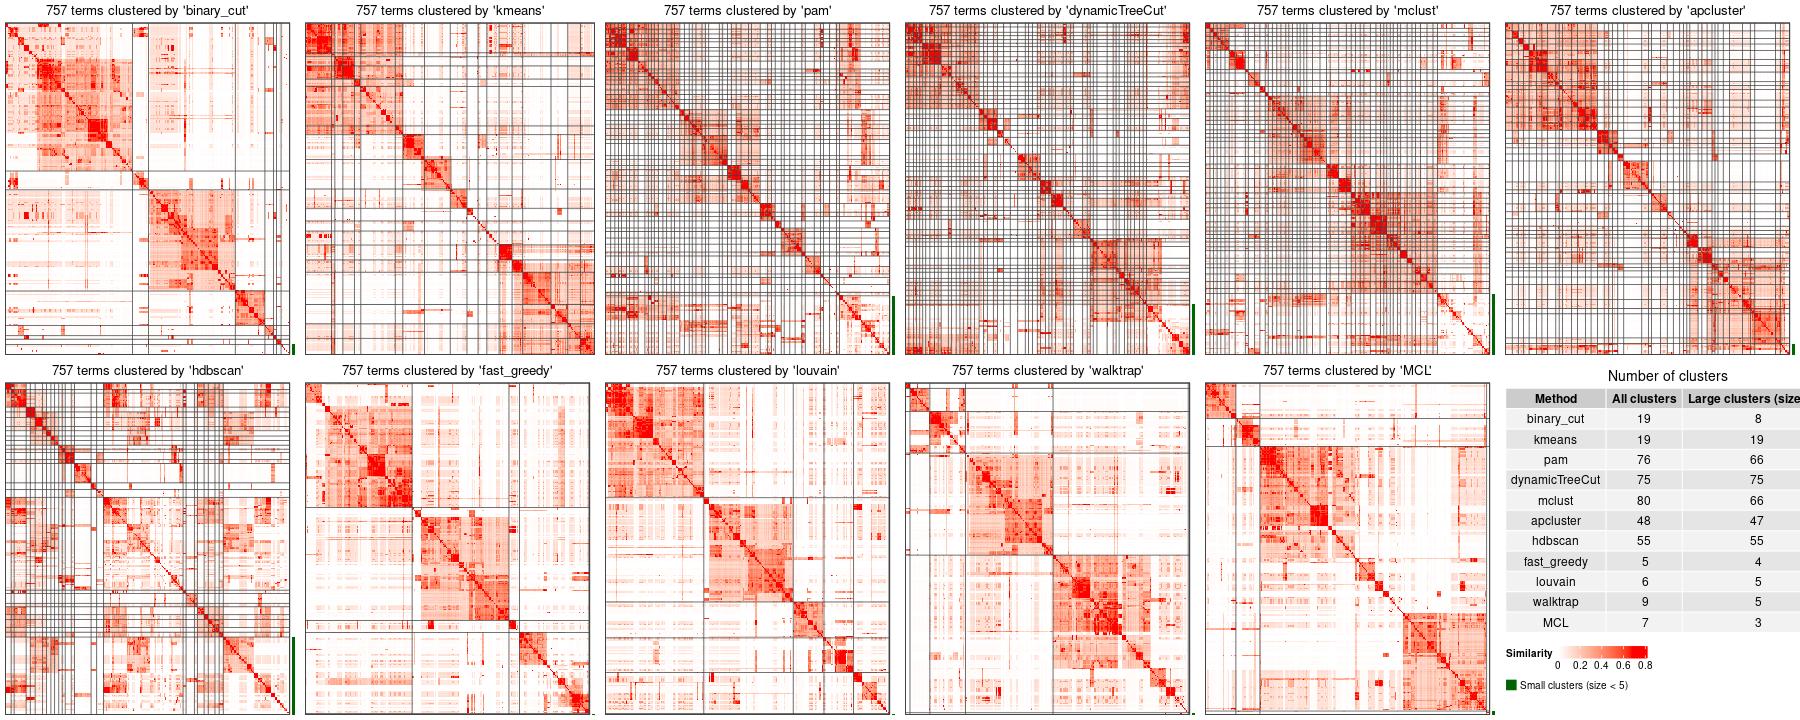 757 terms clustered by 'binary_cut'
757 terms clustered by 'kmeans'
757 terms clustered by 'pam'
757 terms clustered by 'dynamicTreeCut'
757 terms clustered by 'mclust'
757 terms clustered by 'apcluster'
757 terms clustered by 'hdbscan'
757 terms clustered by 'fast_greedy'
757 terms clustered by 'louvain'
757 terms clustered by 'walktrap'
757 terms clustered by 'MCL'
Number of clusters
Method All clusters Large clusters (size
binary_cut 19 8
kmeans 19 19
pam 76 66
dynamicTreeCut 75 75
mclust 80 66
apcluster 48 47
hdbscan 55 55
fast_greedy 5 4
louvain 6 5
walktrap 9 5
MCL 7 3
Similarity
0 0.2 0.4 0.6 0.8
Small clusters (size < 5)